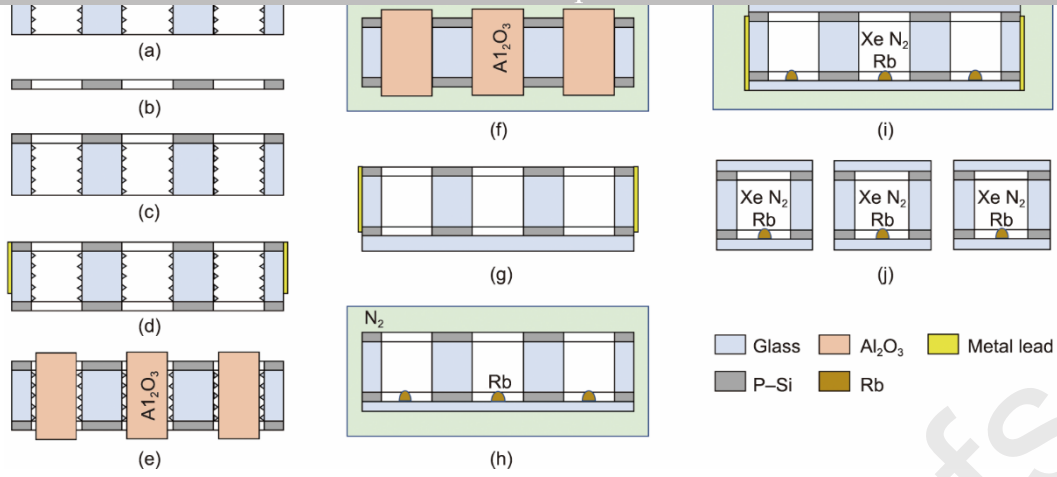 (a)
(b)
(c)
(d)
A1₂O₃
(e)
A1₂O₃
(f)
(g)
N₂
Rb
(h)
Xe N₂
Rb
(i)
Xe N₂
Rb
Xe N₂
Rb
Xe N₂
Rb
(j)
Glass
Al₂O₃
Metal lead
P–Si
Rb